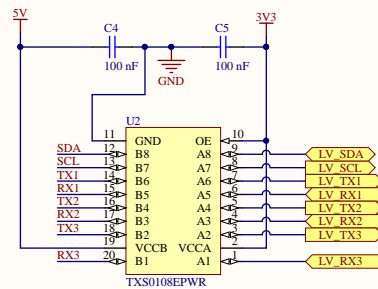 5V
3V3
C4
C5
100 nF
100 nF
GND
U2
11 GND OE 10
SDA 12 B8 A8 9 LV_SDA
SCL 13 B7 A7 8 LV_SCL
TX1 14 B6 A6 7 LV_TX1
RX1 15 B5 A5 6 LV_RX1
TX2 16 B4 A4 5 LV_TX2
RX2 17 B3 A3 4 LV_RX2
TX3 18 B2 A2 3 LV_TX3
19 VCCB VCCA 2
RX3 20 B1 A1 1 LV_RX3
TXS0108EPWR